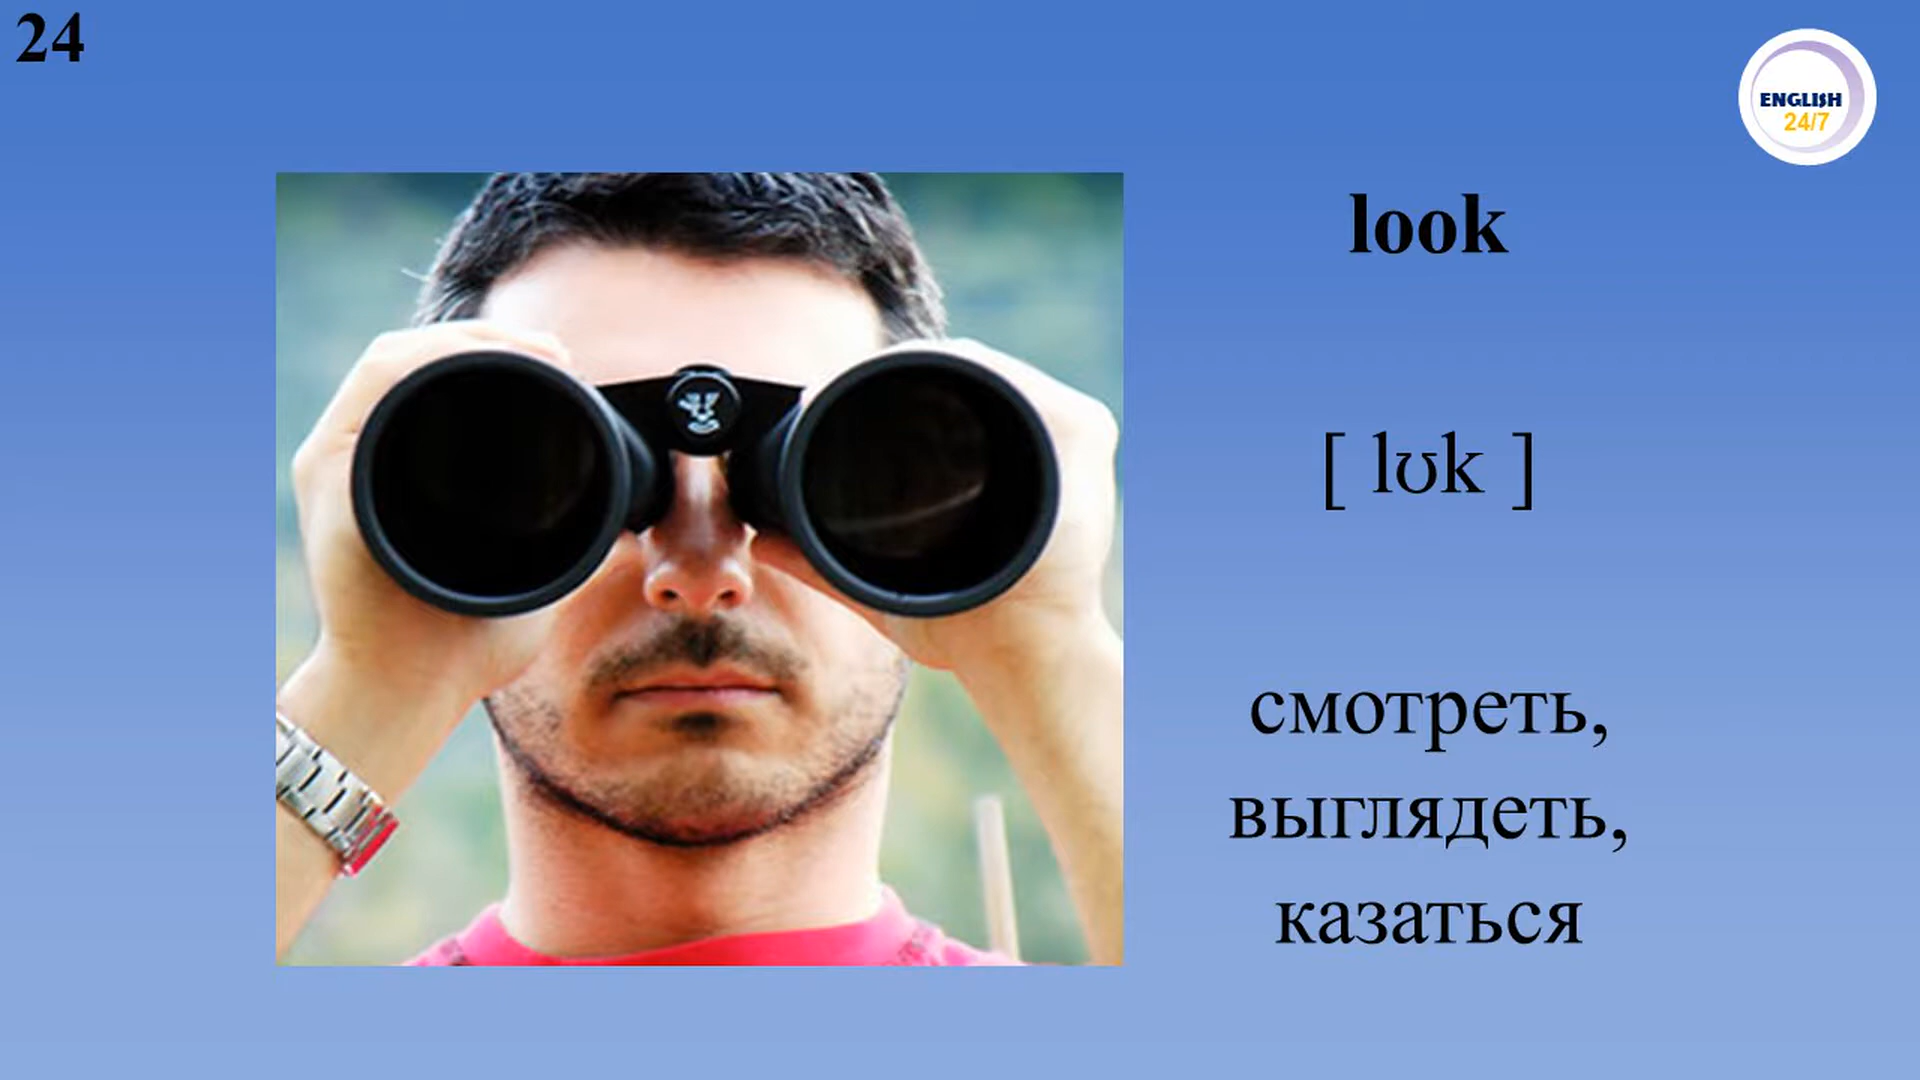 24
ENGLISH
24/7
look
[ lʊk ]
смотреть,
выглядеть,
казаться